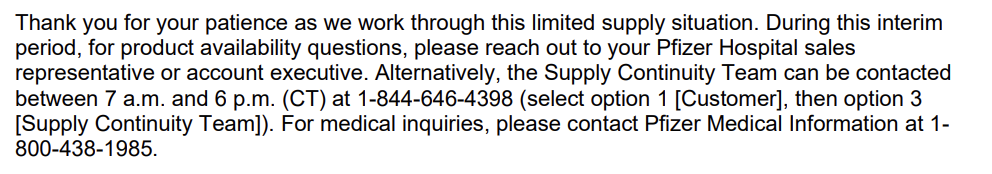 Thank you for your patience as we work through this limited supply situation. During this interim
period, for product availability questions, please reach out to your Pfizer Hospital sales
representative or account executive. Alternatively, the Supply Continuity Team can be contacted
between 7 a.m. and 6 p.m. (CT) at 1-844-646-4398 (select option 1 [Customer], then option 3
[Supply Continuity Team]). For medical inquiries, please contact Pfizer Medical Information at 1-
800-438-1985.